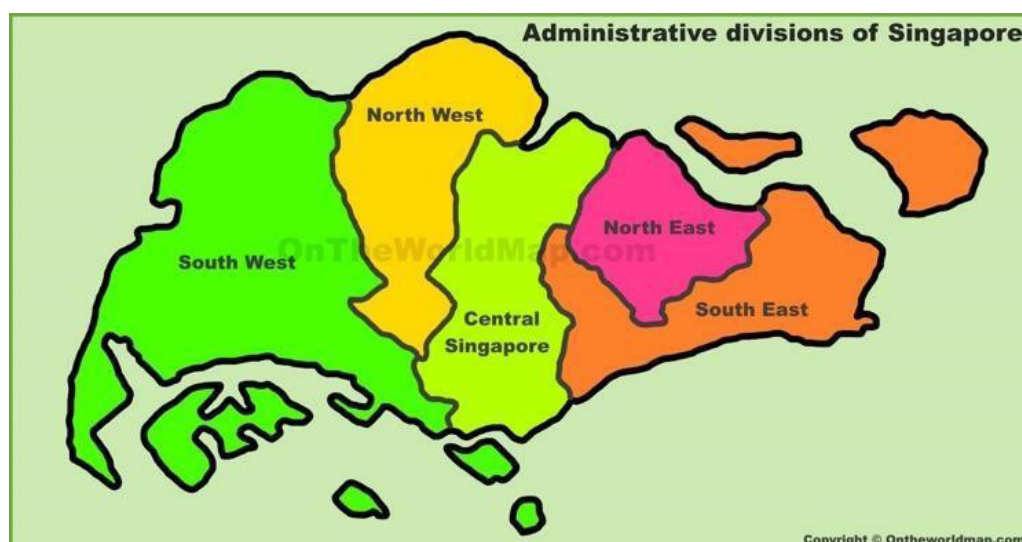 Administrative divisions of Singapore
North West
North East
OnTheWorldMap.com
South West
South East
Central
Singapore
Copyright © Ontheworldmap.com